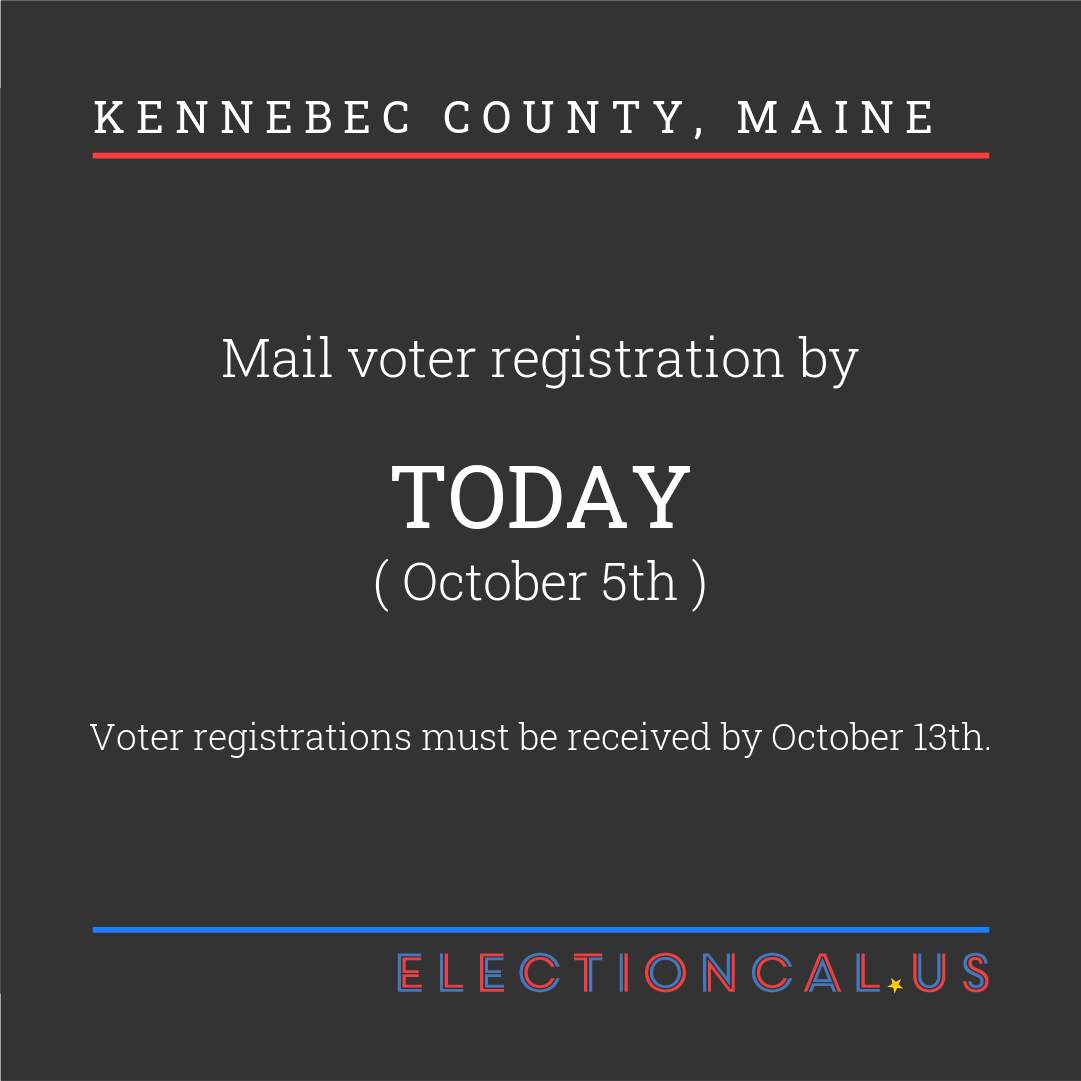 KENNEBEC COUNTY, MAINE
Mail voter registration by
TODAY
( October 5th )
Voter registrations must be received by October 13th.
ELECTIONCAL.US